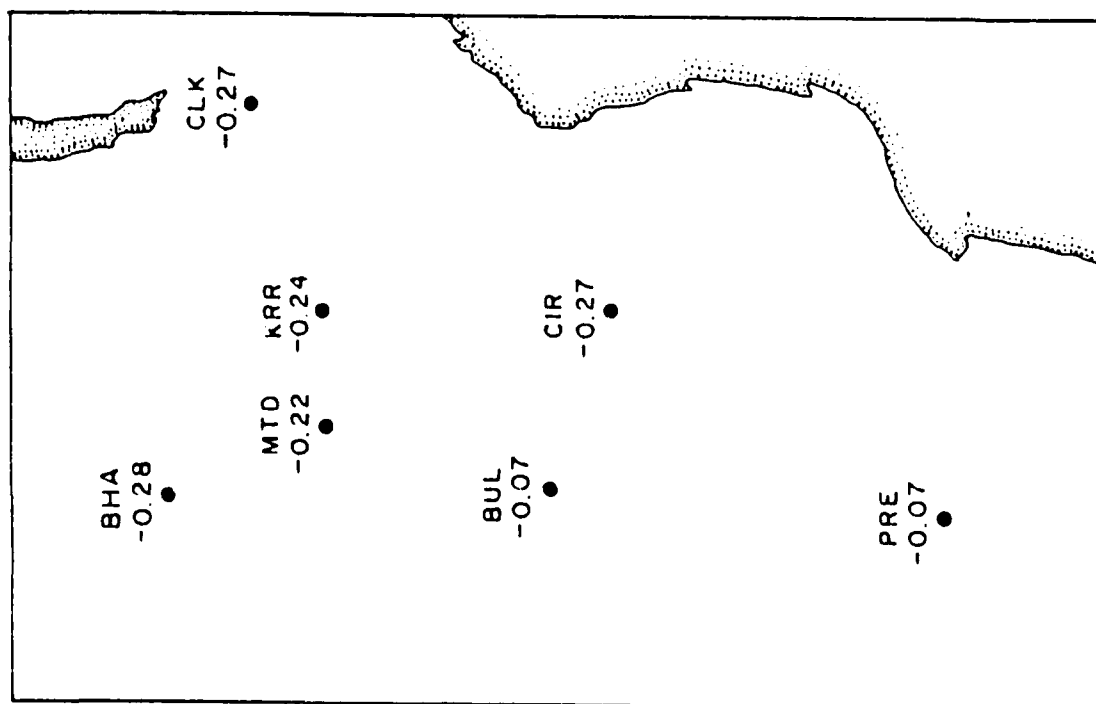 BHA
-0.28
CLK
-0.27
MTD
-0.22
KRR
-0.24
BUL
-0.07
CIR
-0.27
PRE
-0.07